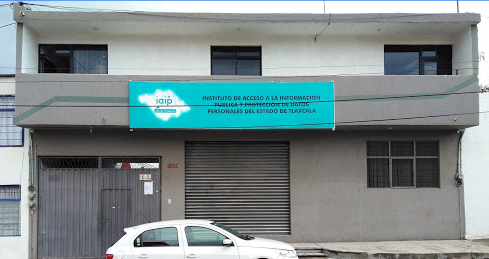 iaip
INSTITUTO DE ACCESO A LA INFORMACIÓN
PÚBLICA Y PROTECCIÓN DE DATOS
PERSONALES DEL ESTADO DE TLAXCALA